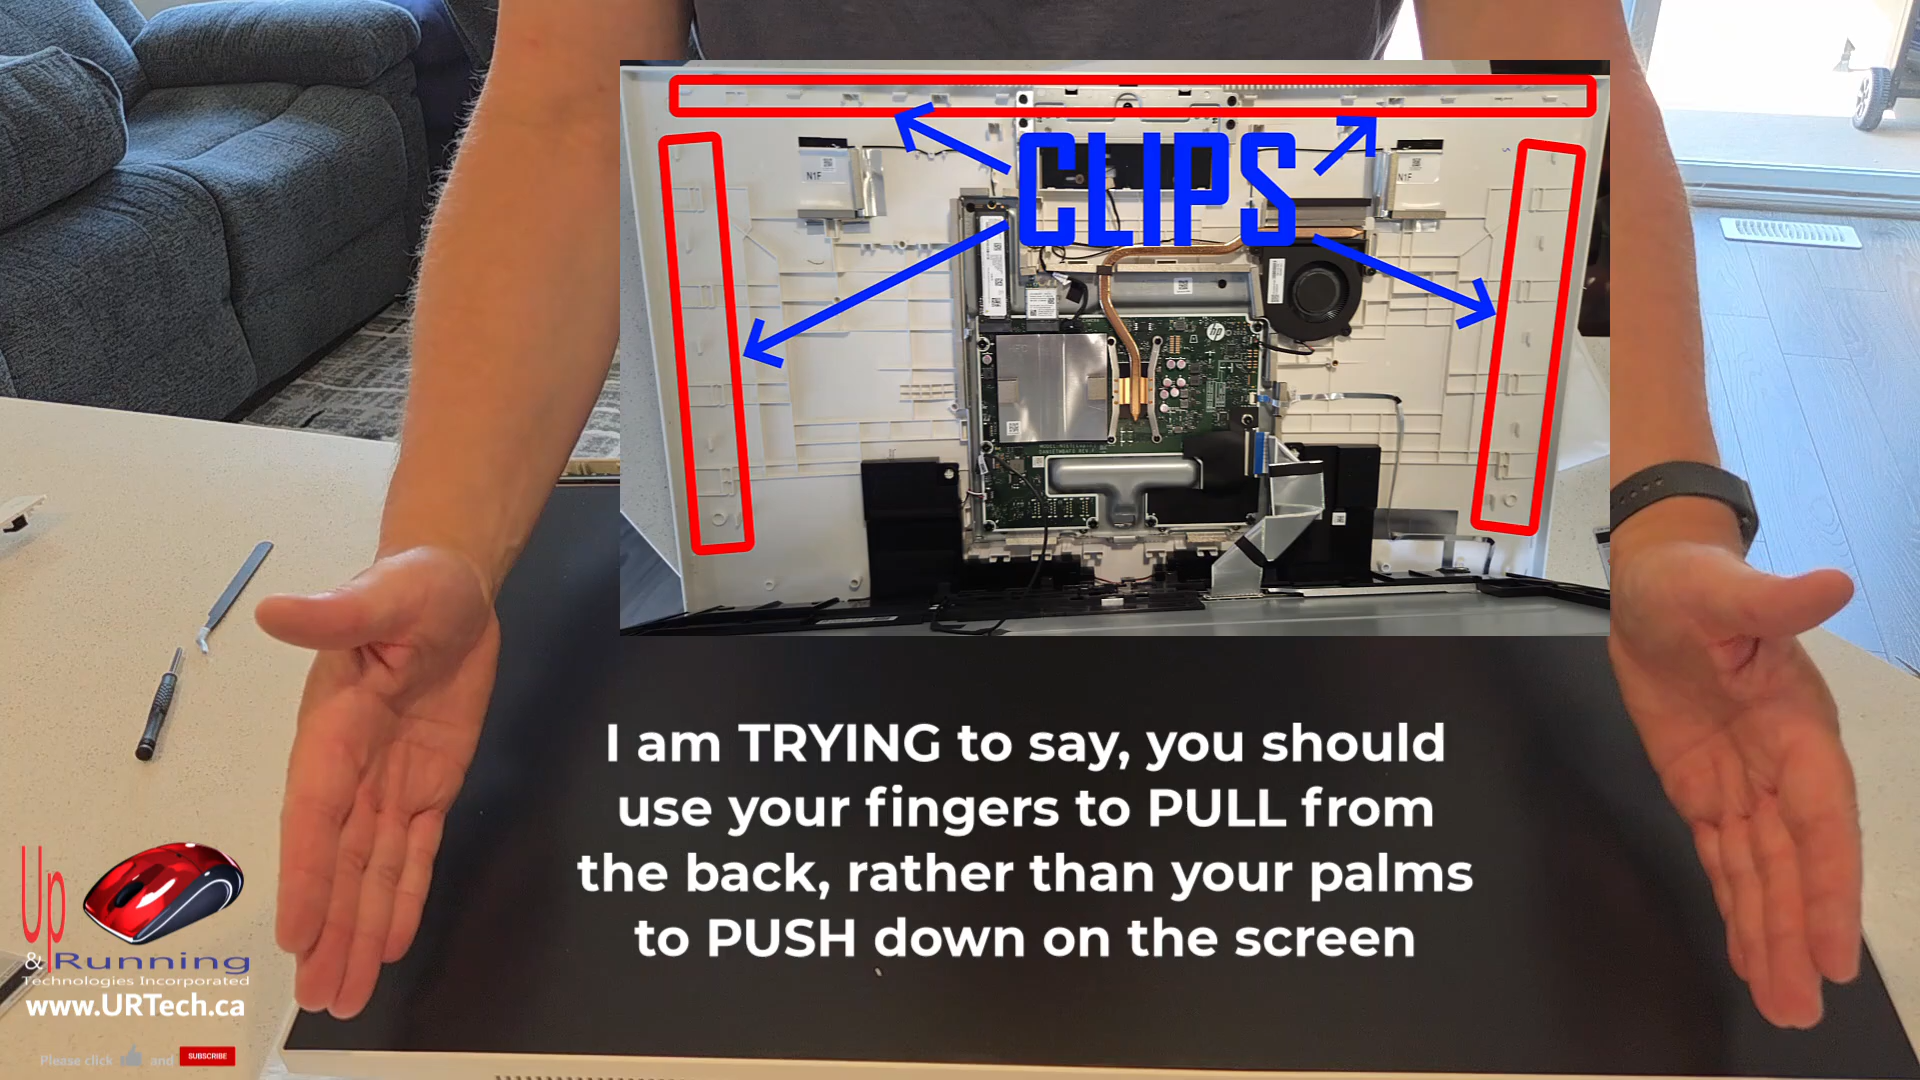 CLIPS
N1F
N1F
hp
I am TRYING to say, you should
use your fingers to PULL from
the back, rather than your palms
to PUSH down on the screen
Up
& Running
Technologies Incorporated
www.URTech.ca
Please click and SUBSCRIBE